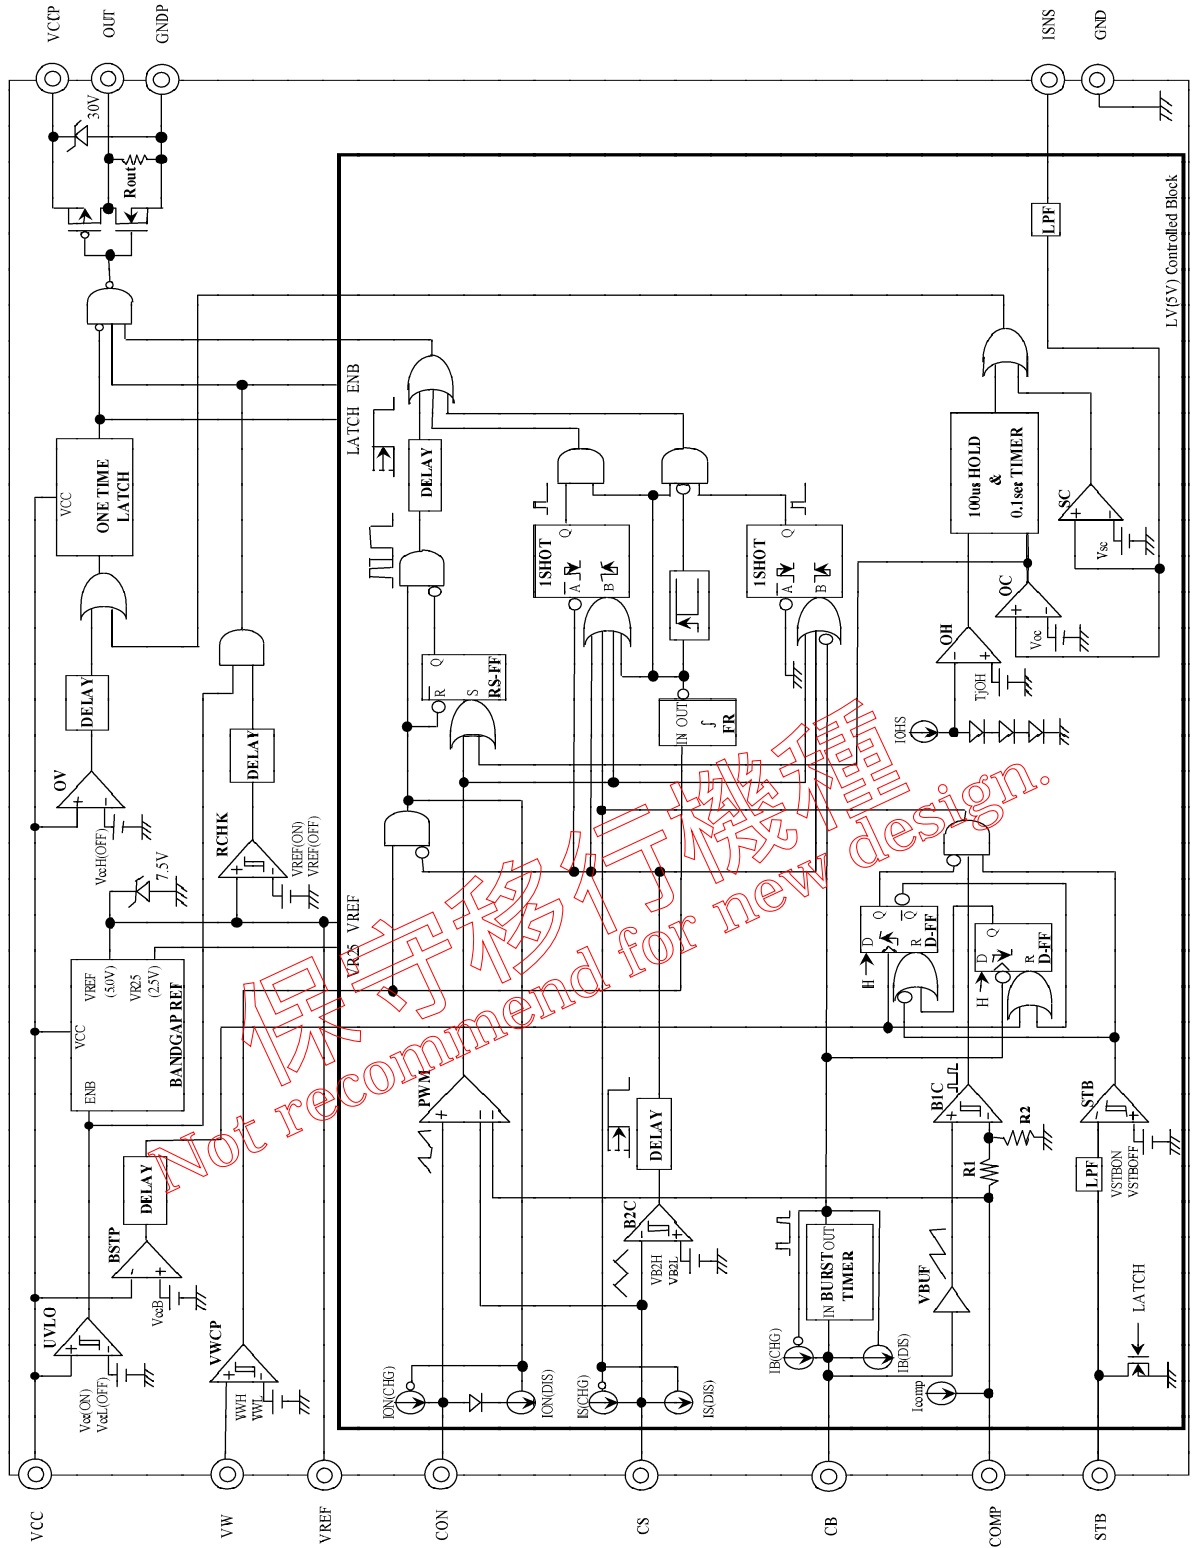 VCCP
OUT
GNDP
ISNS
GND
30V
Rout
LPF
LV(5V) Controlled Block
ENB
LATCH
VCC
ONE TIME
LATCH
DELAY
100us HOLD
&
0.1set TIMER
SC
Vsc
Q
1SHOT
A
B
Q
1SHOT
A
B
OC
Voc
OH
TjOH
DELAY
Q
R
S
RS-FF
IN OUT
∫
FR
IOHS
OV
VccH(OFF)
DELAY
RCHK
VREF(ON)
VREF(OFF)
7.5V
VREF
VR25
VREF
(5.0V)
VR25
(2.5V)
VCC
ENB
BANDGAP REF
H
D
Q
Q
R
D-FF
H
D
Q
R
D-FF
保守移行機種
Not recommend for new design.
PWM
DELAY
B1C
R2
R1
STB
LPF
VSTBON
VSTBOFF
DELAY
BSTP
VccB
B2C
VB2H
VB2L
IN BURST OUT
TIMER
VBUF
LATCH
UVLO
Vcc(ON)
VccL(OFF)
VWCP
VWH
VWL
ION(CHG)
ION(DIS)
IS(CHG)
IS(DIS)
IB(CHG)
IB(DIS)
Icomp
VCC
VW
VREF
CON
CS
CB
COMP
STB